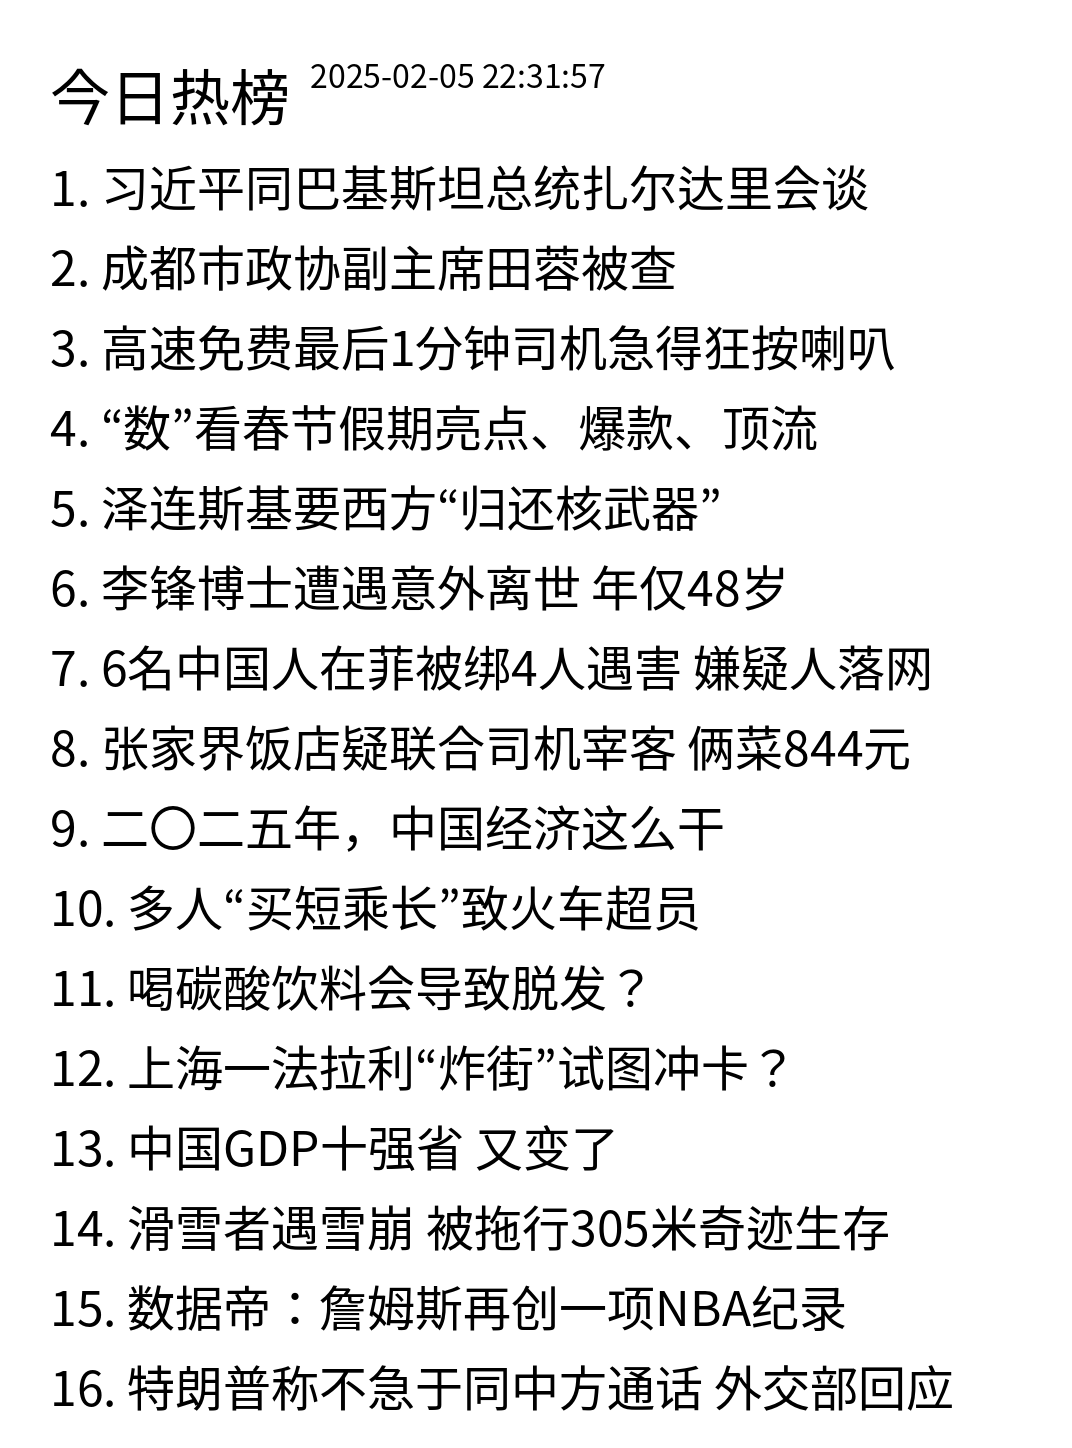 今日热榜 2025-02-05 22:31:57
1. 习近平同巴基斯坦总统扎尔达里会谈
2. 成都市政协副主席田蓉被查
3. 高速免费最后1分钟司机急得狂按喇叭
4. “数”看春节假期亮点、爆款、顶流
5. 泽连斯基要西方“归还核武器”
6. 李锋博士遭遇意外离世 年仅48岁
7. 6名中国人在菲被绑4人遇害 嫌疑人落网
8. 张家界饭店疑联合司机宰客 俩菜844元
9. 二〇二五年，中国经济这么干
10. 多人“买短乘长”致火车超员
11. 喝碳酸饮料会导致脱发？
12. 上海一法拉利“炸街”试图冲卡？
13. 中国GDP十强省 又变了
14. 滑雪者遇雪崩 被拖行305米奇迹生存
15. 数据帝：詹姆斯再创一项NBA纪录
16. 特朗普称不急于同中方通话 外交部回应